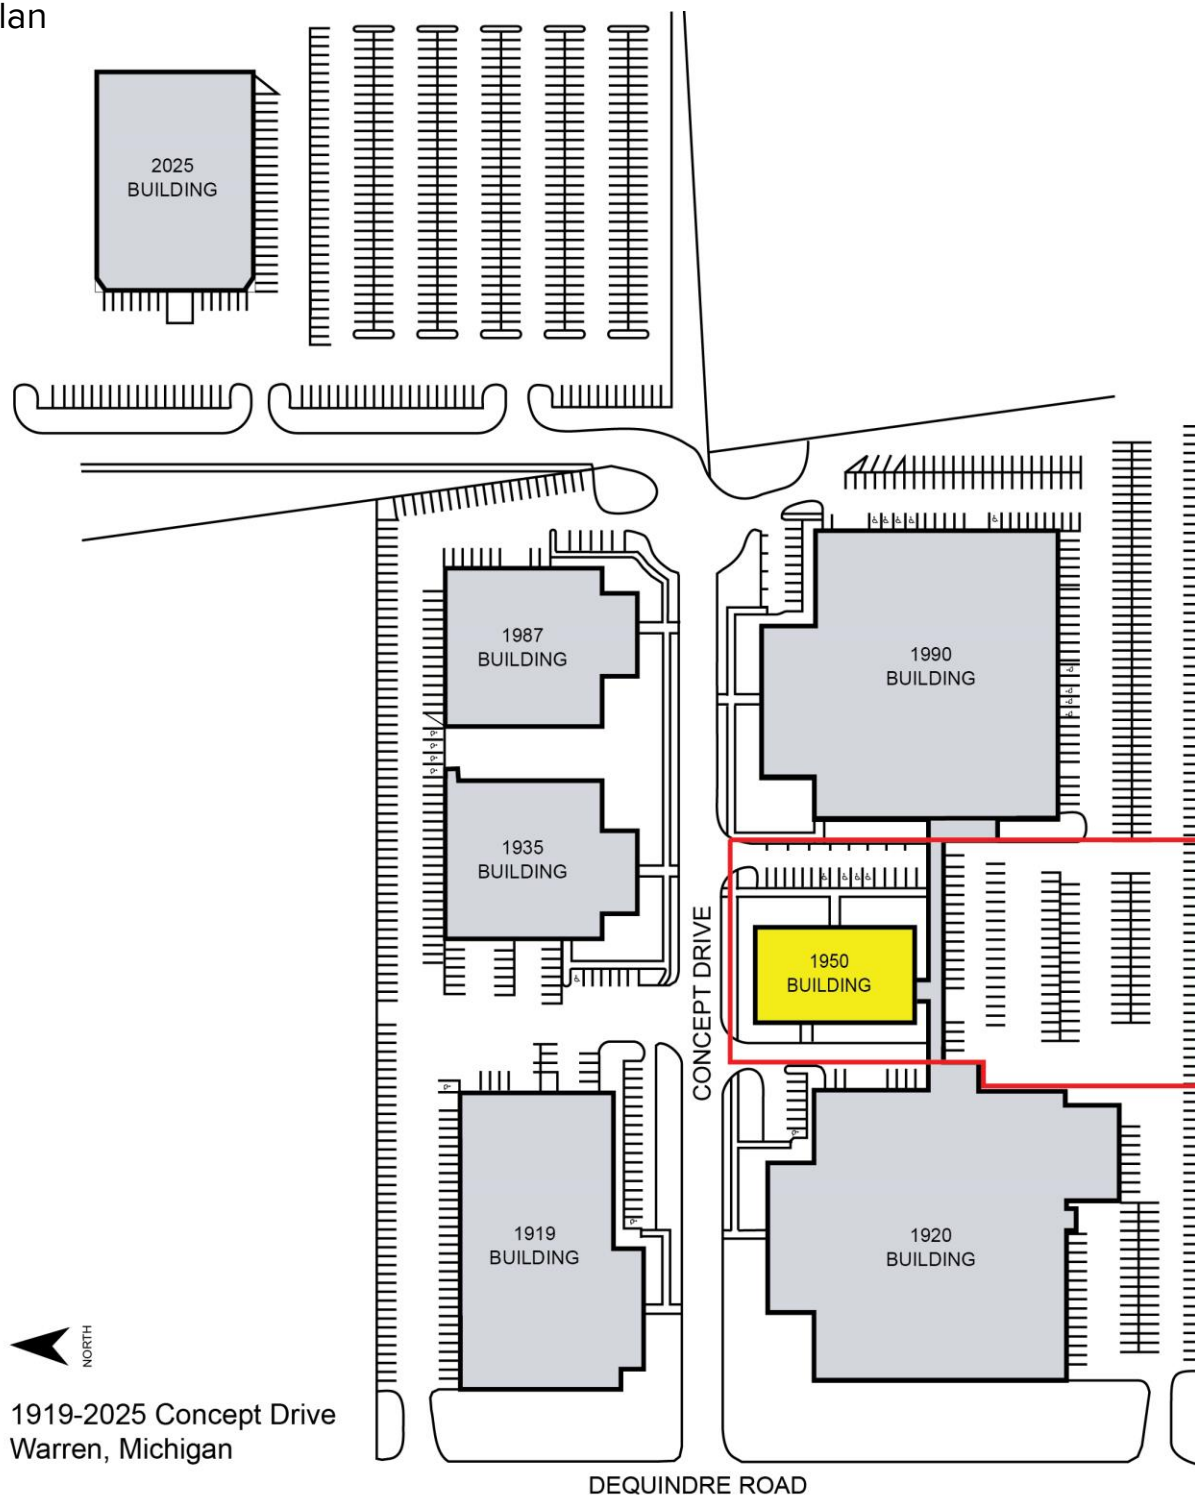 lan
2025
BUILDING
1987
BUILDING
1990
BUILDING
1935
BUILDING
CONCEPT DRIVE
1950
BUILDING
1919
BUILDING
1920
BUILDING
NORTH
1919-2025 Concept Drive
Warren, Michigan
DEQUINDRE ROAD